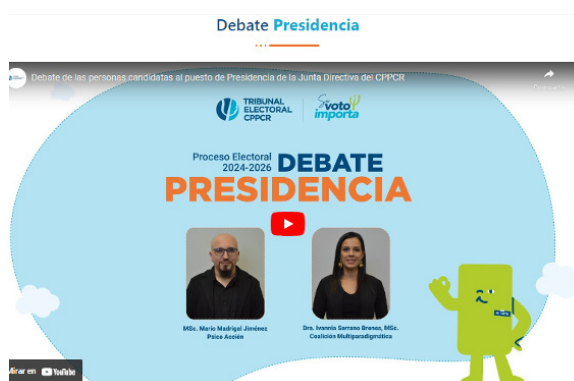 Debate Presidencia
Debate de las personas candidatas al puesto de Presidencia de la Junta Directiva del CPPCR
TRIBUNAL
ELECTORAL
CPPCR
Su voto
importa
Proceso Electoral
2024-2026
DEBATE
PRESIDENCIA
MSc. Mario Madrigal Jiménez
Psico Acción
Dra. Ivannia Serrano Brenes, MSc.
Coalición Multiparadigmática
Mirar en YouTube